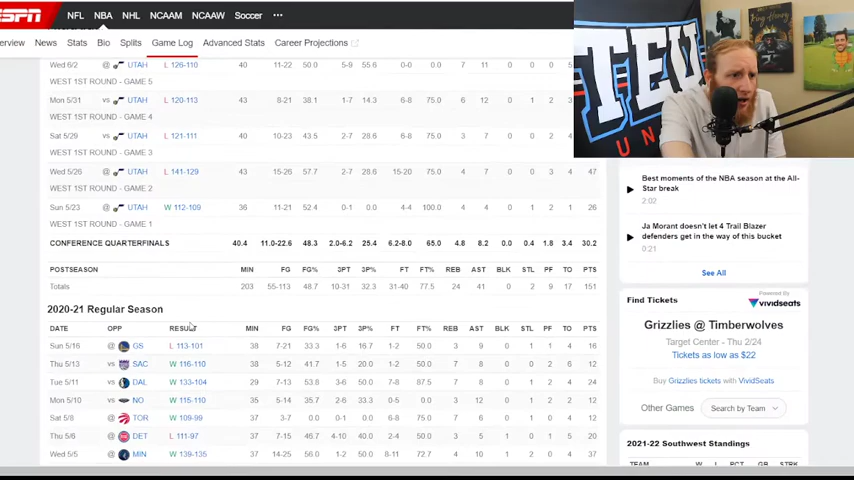 ESPN NFL NBA NCAAM NCAAW Soccer •••
erview News Stats Bio Splits Game Log Advanced Stats Career Projections
Wed 6/2 @ UTAH L 126-110 40 11-22 50.0 5-9 55.6 0-0 0.0 7 11
WEST 1ST ROUND - GAME 5
Mon 5/31 vs UTAH L 120-113 40 8-21 38.1 1-7 14.3 6-8 75.0 6 12 0 1 2 3
WEST 1ST ROUND - GAME 4
Sat 5/29 vs UTAH L 121-111 40 10-23 43.5 2-7 28.6 6-8 75.0 3 7 0 0 2 4
WEST 1ST ROUND - GAME 3
Wed 5/26 @ UTAH L 141-129 43 15-26 57.7 2-7 28.6 15-20 75.0 4 7 0 0 3 4 47
WEST 1ST ROUND - GAME 2
Sun 5/23 @ UTAH W 112-109 36 11-21 52.4 0-1 0.0 4-4 100.0 4 4 0 1 2 1 26
WEST 1ST ROUND - GAME 1
CONFERENCE QUARTERFINALS 40.4 11.0-22.6 48.3 2.0-6.2 25.4 6.2-8.0 65.0 4.8 8.2 0.0 0.4 1.8 3.4 30.2
POSTSEASON MIN FG FG% 3PT 3P% FT FT% REB AST BLK STL PF TO PTS
Totals 203 55-113 48.7 10-31 32.3 31-40 77.5 24 41 0 2 9 17 151
2020-21 Regular Season
DATE OPP RESULT MIN FG FG% 3PT 3P% FT FT% REB AST BLK STL PF TO PTS
Sun 5/16 @ GS L 113-101 38 7-21 33.3 1-6 16.7 1-2 50.0 3 9 0 1 4 4 16
Thu 5/13 vs SAC W 116-110 38 5-12 41.7 1-5 20.0 1-2 50.0 7 8 0 0 2 6 12
Tue 5/11 vs DAL W 133-104 29 7-13 53.8 3-6 50.0 7-8 87.5 7 8 0 1 2 4 24
Mon 5/10 vs NO W 115-110 35 5-14 35.7 2-6 33.3 0-0 0.0 3 12 0 1 2 2 12
Sat 5/8 vs TOR W 109-99 37 3-7 0.0 0-1 0.0 6-8 75.0 7 6 0 1 0 4 12
Thu 5/6 @ DET L 111-97 37 7-15 46.7 4-10 40.0 2-4 50.0 3 5 1 0 1 5 20
Wed 5/5 @ MIN W 139-135 37 14-25 56.0 1-2 50.0 8-11 72.7 4 10 1 0 0 4 37
Best moments of the NBA season at the All-
Star break
2:02
Ja Morant doesn't let 4 Trail Blazer
defenders get in the way of this bucket
0:21
See All
Find Tickets
Powered By
vividseats
Grizzlies @ Timberwolves
Target Center - Thu 2/24
Tickets as low as $22
Buy Grizzlies tickets with VividSeats
Other Games Search by Team
2021-22 Southwest Standings
TEAM W L PCT GB STRK
TEU
UN